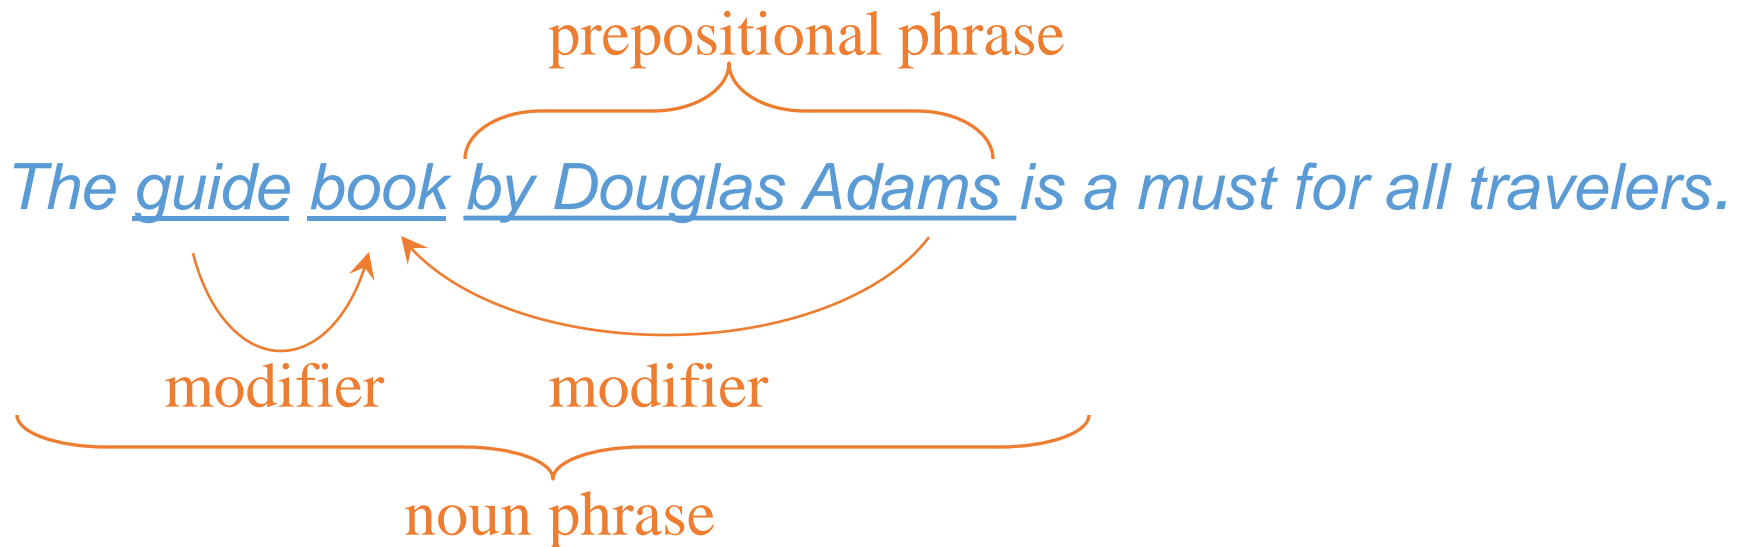 prepositional phrase
The guide book by Douglas Adams is a must for all travelers.
modifier modifier
noun phrase